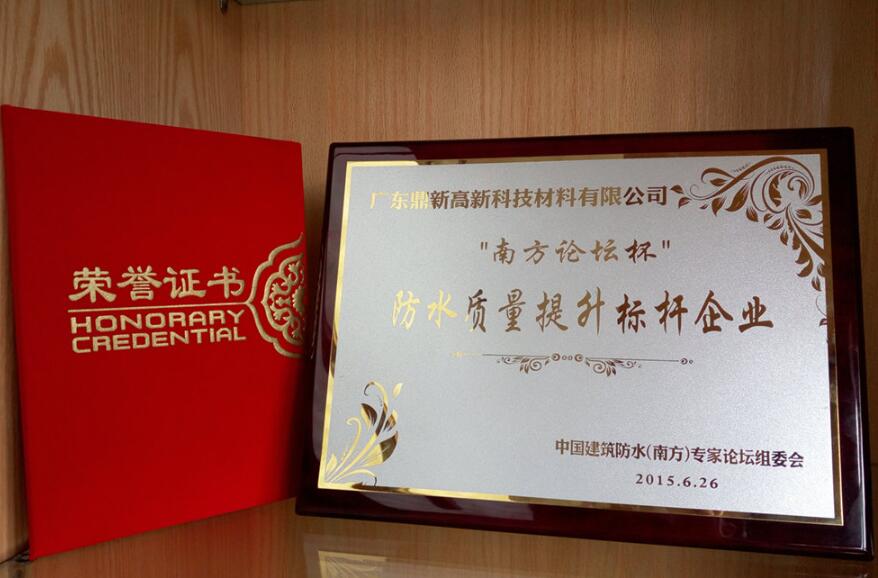 荣誉证书
HONORARY
CREDENTIAL
广东鼎新高新科技材料有限公司
"南方论坛杯"
防水质量提升标杆企业
中国建筑防水(南方)专家论坛组委会
2015.6.26